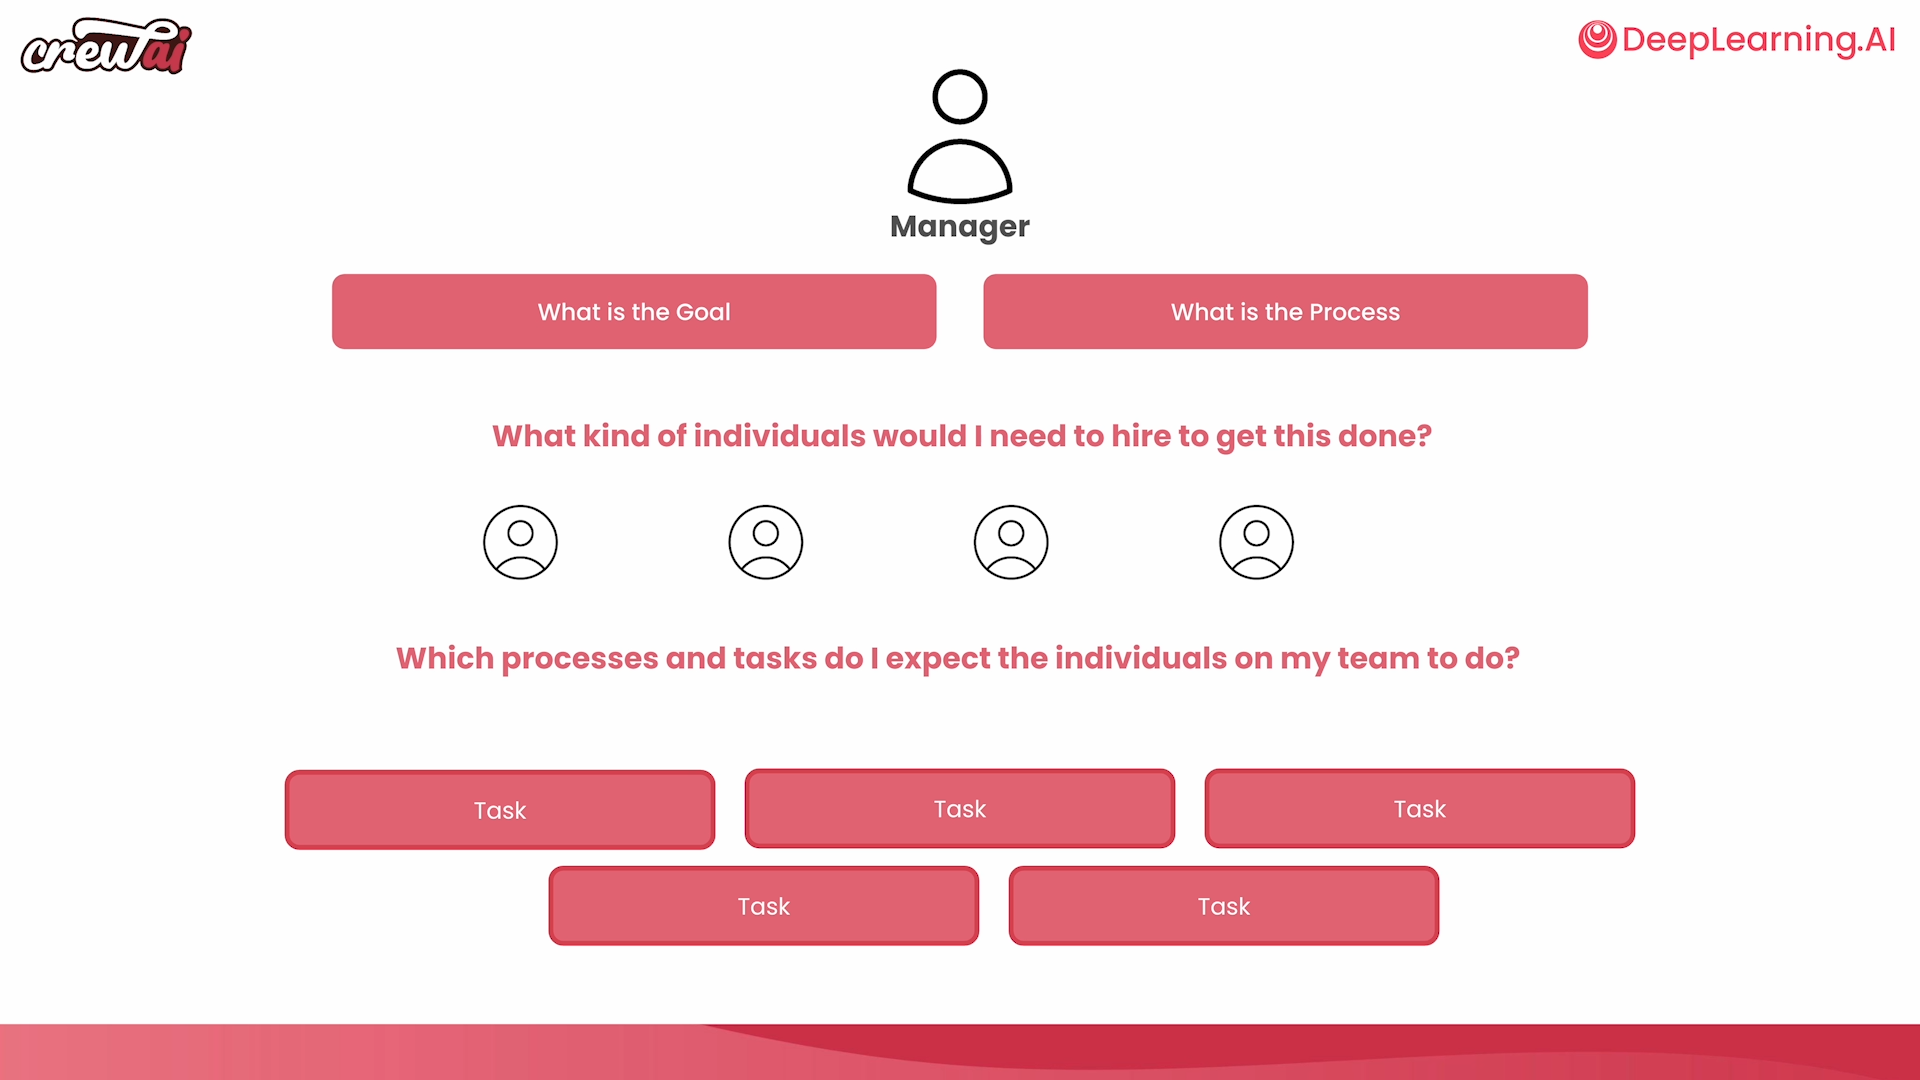 crewai
DeepLearning.AI
Manager
What is the Goal
What is the Process
What kind of individuals would I need to hire to get this done?
Which processes and tasks do I expect the individuals on my team to do?
Task
Task
Task
Task
Task